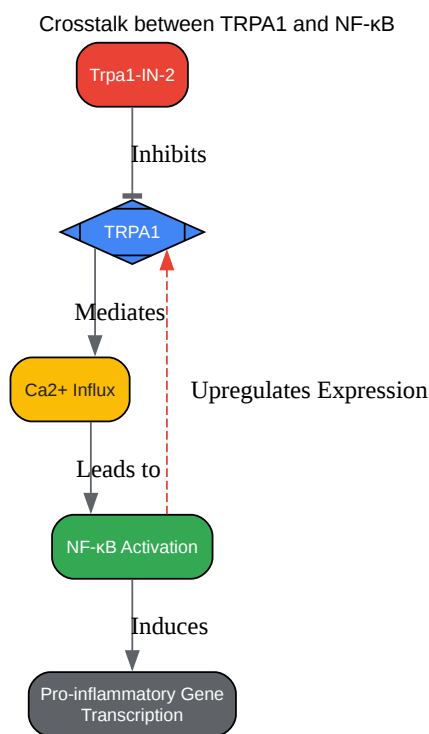 Crosstalk between TRPA1 and NF-κB
Trpa1-IN-2
Inhibits
TRPA1
Mediates
Ca2+ Influx
Upregulates Expression
Leads to
NF-κB Activation
Induces
Pro-inflammatory Gene
Transcription